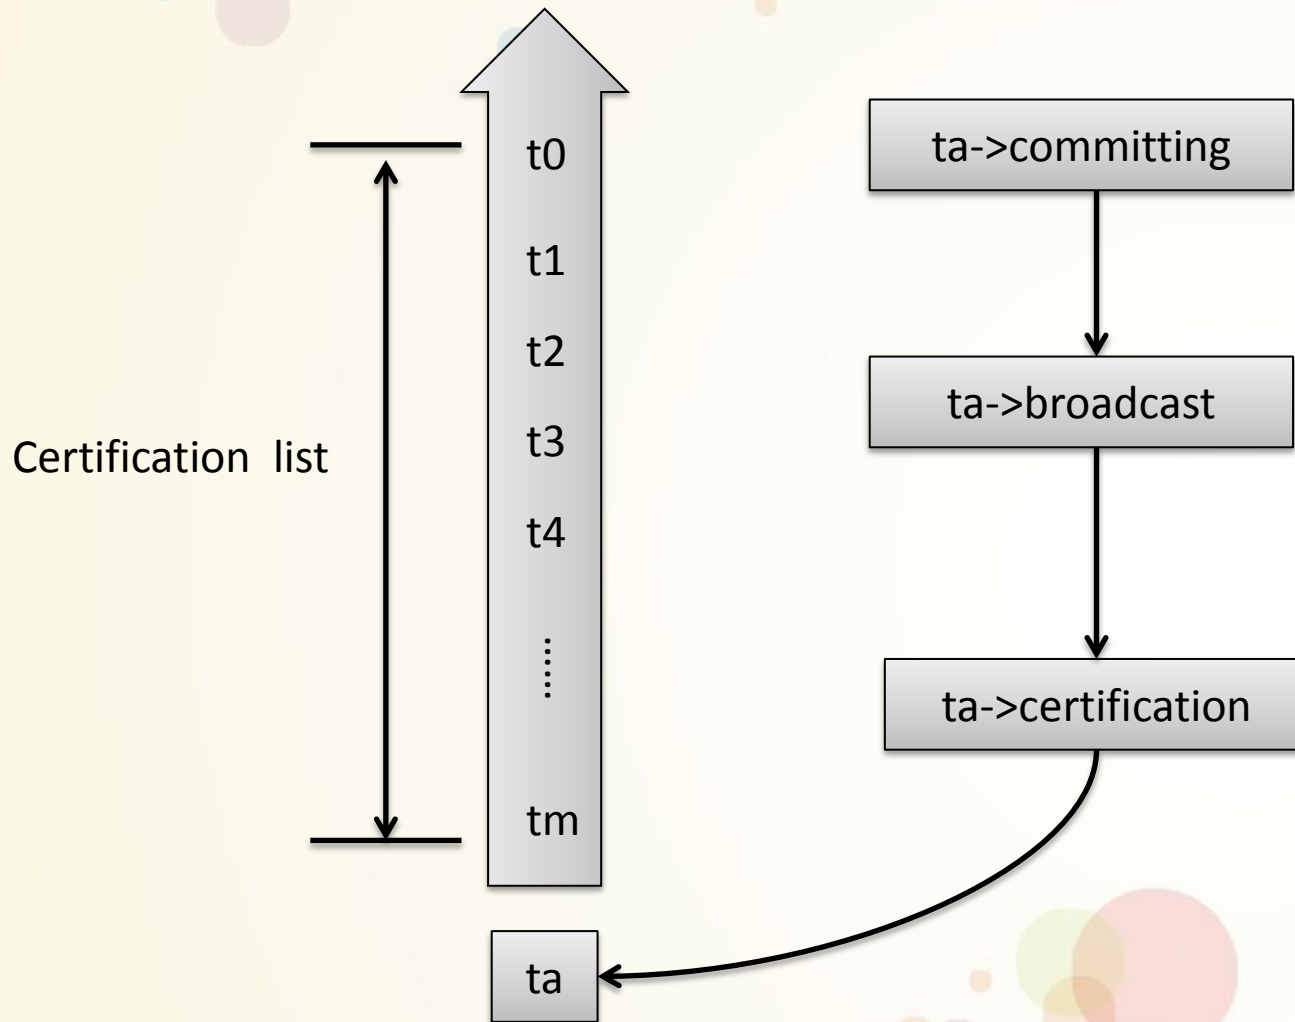 t0
t1
t2
t3
t4
......
tm
ta
Certification list
ta->committing
ta->broadcast
ta->certification